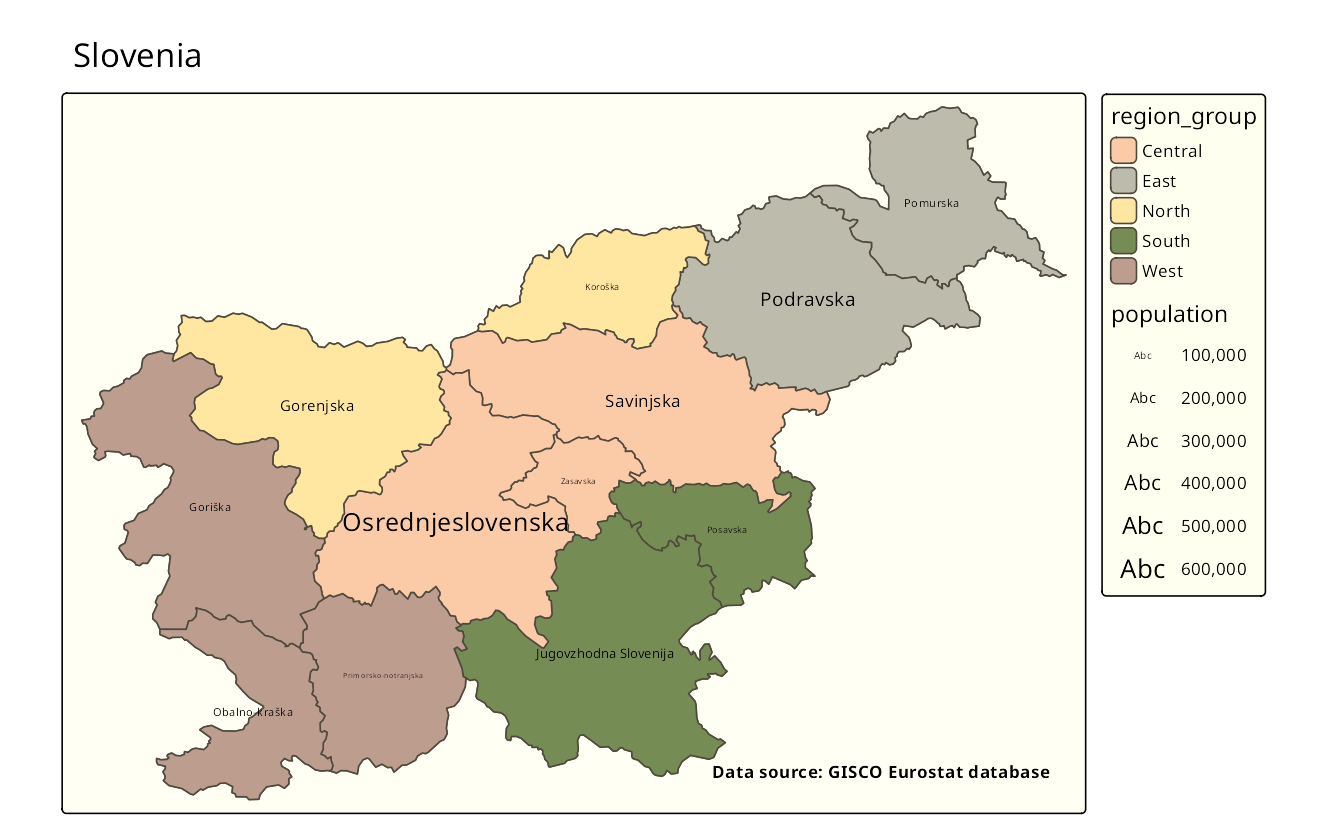 Slovenia
Pomurska
Koroška
Podravska
Gorenjska
Savinjska
Zasavska
Goriška
Osrednjeslovenska
Posavska
Jugovzhodna Slovenija
Primorsko-notranjska
Obalno-kraška
Data source: GISCO Eurostat database
region_group
Central
East
North
South
West
population
Abc 100,000
Abc 200,000
Abc 300,000
Abc 400,000
Abc 500,000
Abc 600,000